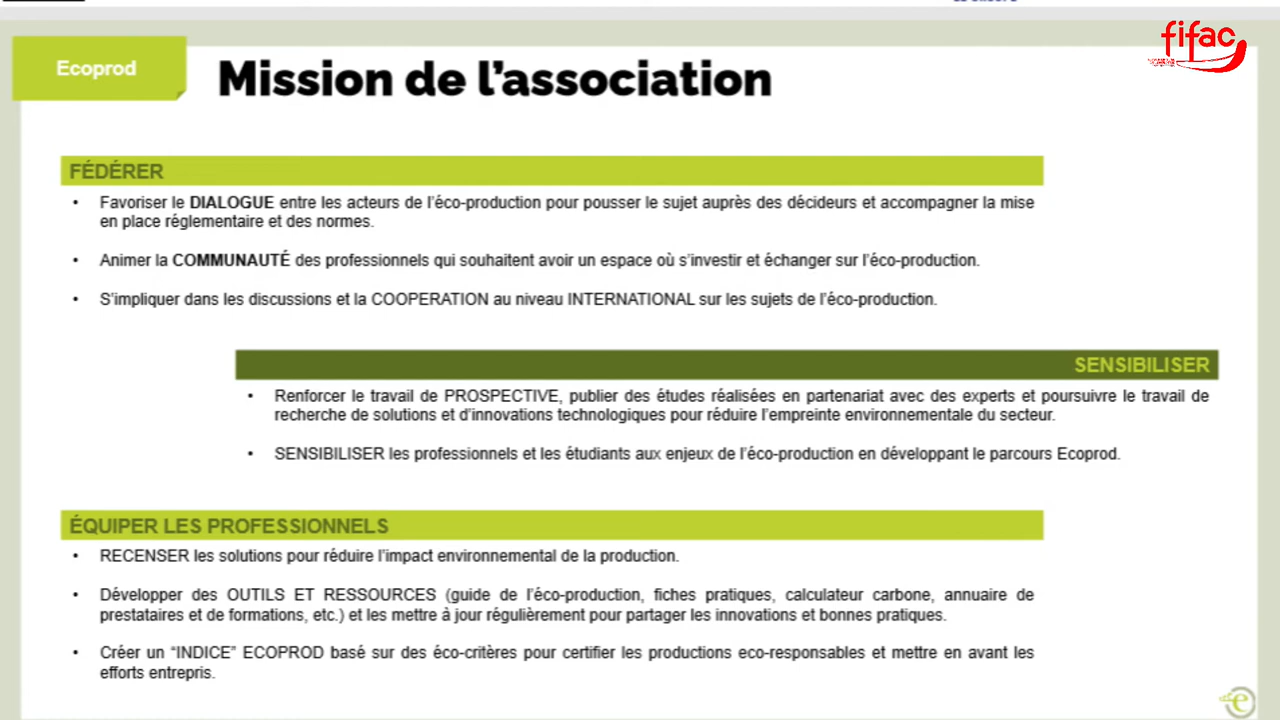 fifac
Ecoprod
Mission de l'association
FÉDÉRER
• Favoriser le DIALOGUE entre les acteurs de l'éco-production pour pousser le sujet auprès des décideurs et accompagner la mise
en place réglementaire et des normes.
• Animer la COMMUNAUTÉ des professionnels qui souhaitent avoir un espace où s'investir et échanger sur l'éco-production.
• S'impliquer dans les discussions et la COOPERATION au niveau INTERNATIONAL sur les sujets de l'éco-production.
SENSIBILISER
• Renforcer le travail de PROSPECTIVE, publier des études réalisées en partenariat avec des experts et poursuivre le travail de
recherche de solutions et d'innovations technologiques pour réduire l'empreinte environnementale du secteur.
• SENSIBILISER les professionnels et les étudiants aux enjeux de l'éco-production en développant le parcours Ecoprod.
ÉQUIPER LES PROFESSIONNELS
• RECENSER les solutions pour réduire l'impact environnemental de la production.
• Développer des OUTILS ET RESSOURCES (guide de l'éco-production, fiches pratiques, calculateur carbone, annuaire de
prestataires et de formations, etc.) et les mettre à jour régulièrement pour partager les innovations et bonnes pratiques.
• Créer un “INDICE” ECOPROD basé sur des éco-critères pour certifier les productions eco-responsables et mettre en avant les
efforts entrepris.
e